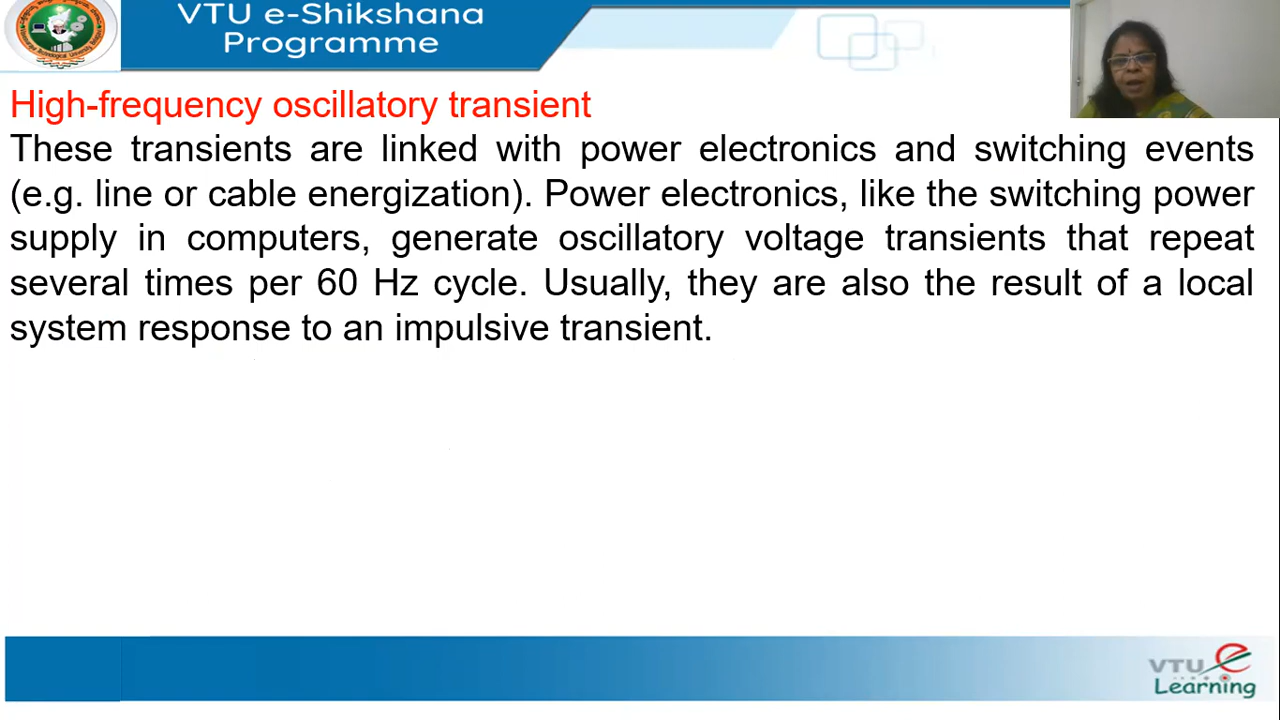 VTU e-Shikshana
Programme
High-frequency oscillatory transient
These transients are linked with power electronics and switching events
(e.g. line or cable energization). Power electronics, like the switching power
supply in computers, generate oscillatory voltage transients that repeat
several times per 60 Hz cycle. Usually, they are also the result of a local
system response to an impulsive transient.
VTU e
Learning